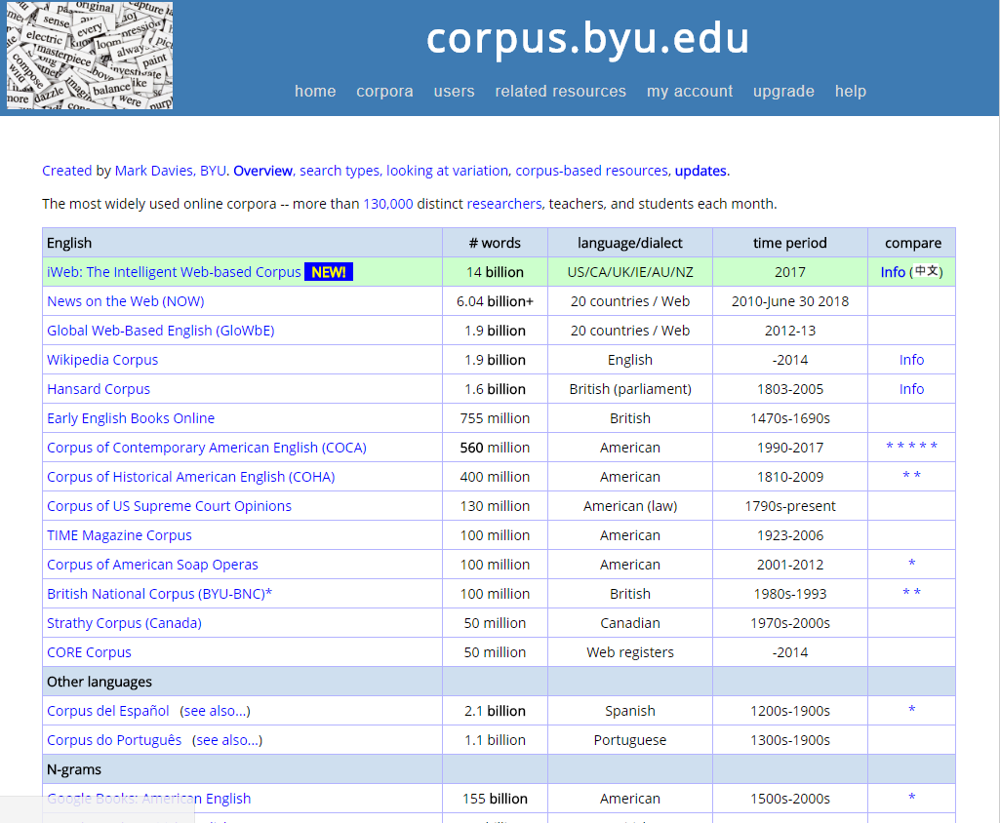 original
capture
sense
every
electric
masterpiece
always
paint
compose
investigate
balance
like
more
dazzle
were
corpus.byu.edu
home corpora users related resources my account upgrade help
Created by Mark Davies, BYU. Overview, search types, looking at variation, corpus-based resources, updates.
The most widely used online corpora -- more than 130,000 distinct researchers, teachers, and students each month.
English # words language/dialect time period compare
iWeb: The Intelligent Web-based Corpus NEW! 14 billion US/CA/UK/IE/AU/NZ 2017 Info (中文)
News on the Web (NOW) 6.04 billion+ 20 countries / Web 2010-June 30 2018
Global Web-Based English (GloWbE) 1.9 billion 20 countries / Web 2012-13
Wikipedia Corpus 1.9 billion English -2014 Info
Hansard Corpus 1.6 billion British (parliament) 1803-2005 Info
Early English Books Online 755 million British 1470s-1690s
Corpus of Contemporary American English (COCA) 560 million American 1990-2017 * * * * *
Corpus of Historical American English (COHA) 400 million American 1810-2009 * *
Corpus of US Supreme Court Opinions 130 million American (law) 1790s-present
TIME Magazine Corpus 100 million American 1923-2006
Corpus of American Soap Operas 100 million American 2001-2012 *
British National Corpus (BYU-BNC)* 100 million British 1980s-1993 * *
Strathy Corpus (Canada) 50 million Canadian 1970s-2000s
CORE Corpus 50 million Web registers -2014
Other languages
Corpus del Español (see also...) 2.1 billion Spanish 1200s-1900s *
Corpus do Português (see also...) 1.1 billion Portuguese 1300s-1900s
N-grams
Google Books: American English 155 billion American 1500s-2000s *